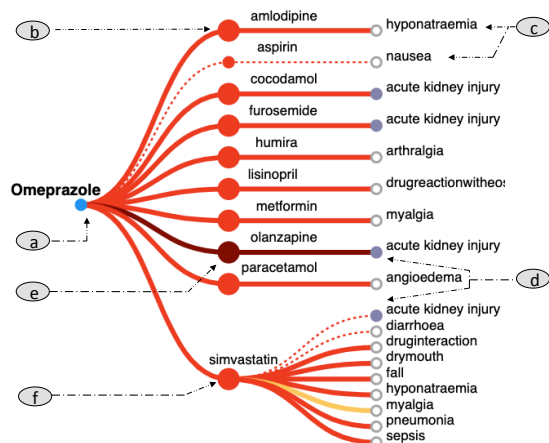 amlodipine
b
hyponatraemia
c
aspirin
nausea
cocodamol
acute kidney injury
furosemide
acute kidney injury
humira
arthralgia
Omeprazole
lisinopril
drugreactionwitheos
metformin
myalgia
a
olanzapine
acute kidney injury
paracetamol
angioedema
d
e
acute kidney injury
diarrhoea
druginteraction
simvastatin
drymouth
fall
f
hyponatraemia
myalgia
pneumonia
sepsis